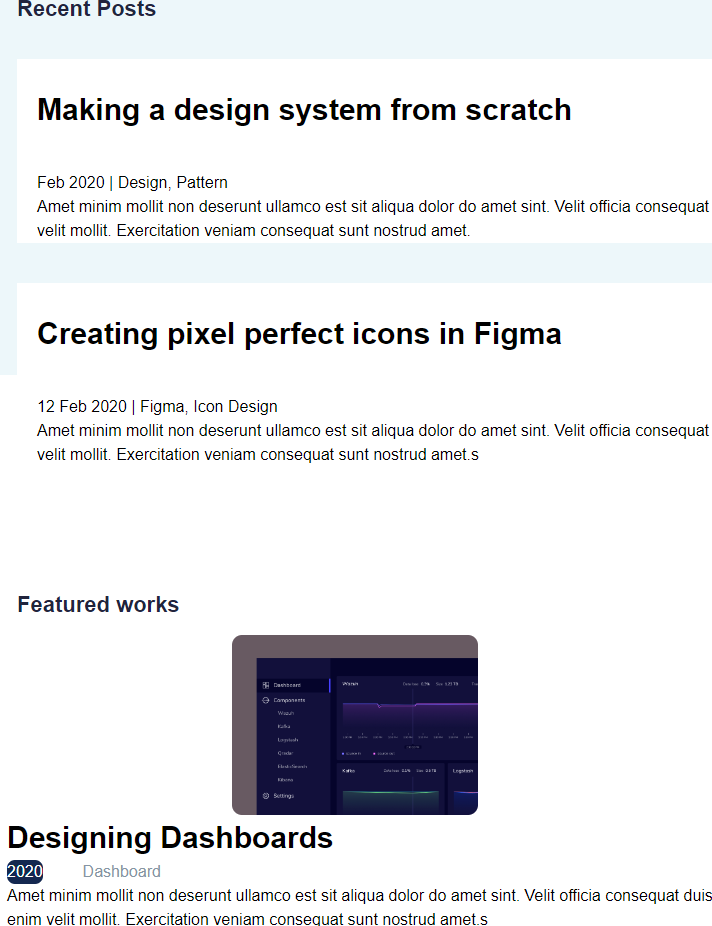 Recent Posts
Making a design system from scratch
Feb 2020 | Design, Pattern
Amet minim mollit non deserunt ullamco est sit aliqua dolor do amet sint. Velit officia consequat
velit mollit. Exercitation veniam consequat sunt nostrud amet.
Creating pixel perfect icons in Figma
12 Feb 2020 | Figma, Icon Design
Amet minim mollit non deserunt ullamco est sit aliqua dolor do amet sint. Velit officia consequat
velit mollit. Exercitation veniam consequat sunt nostrud amet.s
Featured works
Dashboard
Components
Wazuh
Kafka
Logstash
Qradar
ElasticSearch
Kibana
Settings
Wazuh
Kafka
Logstash
Designing Dashboards
2020 Dashboard
Amet minim mollit non deserunt ullamco est sit aliqua dolor do amet sint. Velit officia consequat duis
enim velit mollit. Exercitation veniam consequat sunt nostrud amet.s